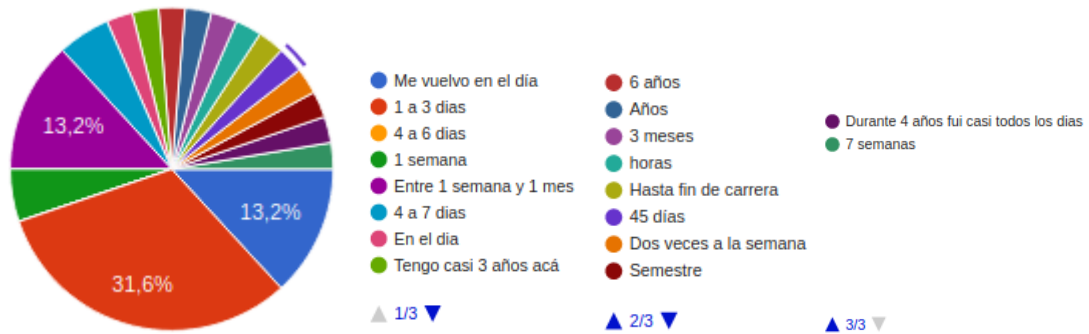 13,2%
13,2%
31,6%
Me vuelvo en el día
1 a 3 dias
4 a 6 dias
1 semana
Entre 1 semana y 1 mes
4 a 7 dias
En el dia
Tengo casi 3 años acá
1/3
6 años
Años
3 meses
horas
Hasta fin de carrera
45 días
Dos veces a la semana
Semestre
2/3
Durante 4 años fui casi todos los dias
7 semanas
3/3